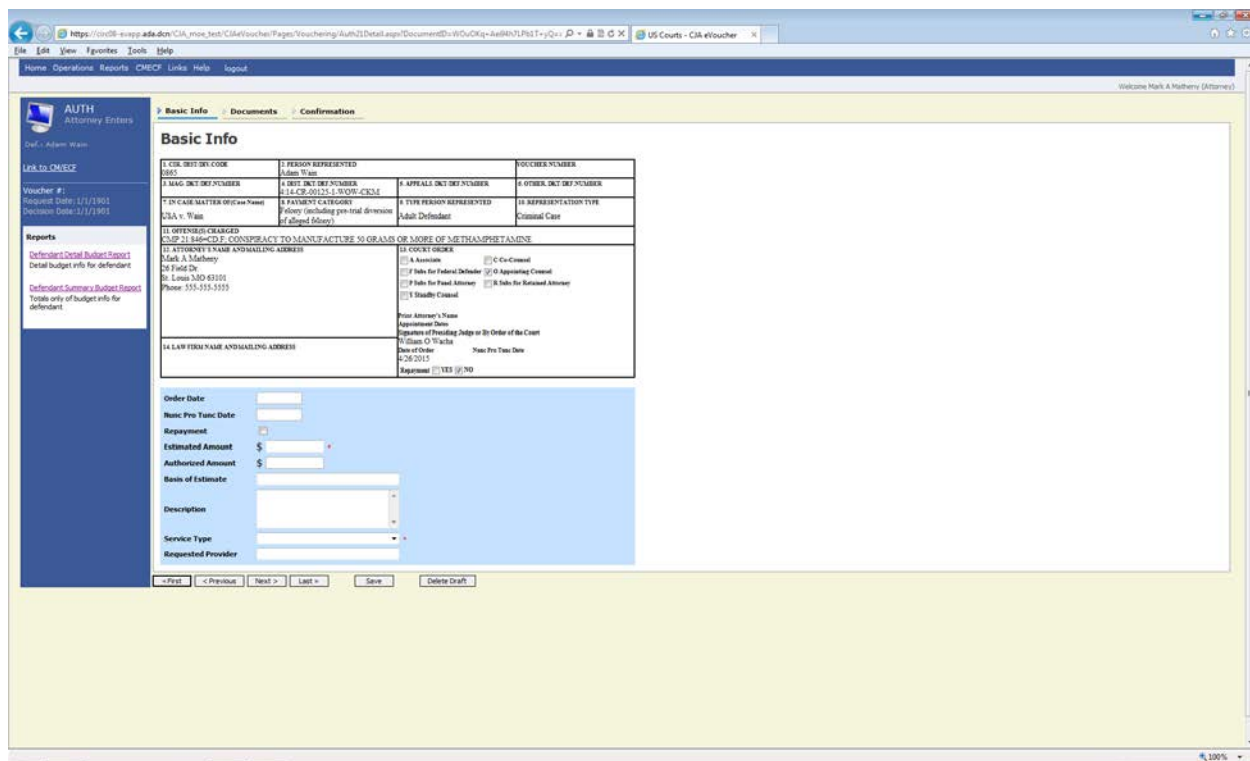 US Courts - CJA eVoucher
File Edit View Favorites Tools Help
Home Operations Reports CMECF Links Help logout
Welcome Mark A Matheny (Attorney)
AUTH
Attorney Enters
Def.: Adam Wain
Link to CM/ECF
Voucher #:
Request Date: 1/1/1901
Decision Date: 1/1/1901
Reports
Defendant Detail Budget Report
Detail budget info for defendant
Defendant Summary Budget Report
Totals only of budget info for
defendant
Basic Info Documents Confirmation
Basic Info
1. CIR. DIST/DIV. CODE
0865
2. PERSON REPRESENTED
Adam Wain
VOUCHER NUMBER
3. MAG. DKT/DEF.NUMBER
4. DIST. DKT/DEF.NUMBER
4:14-CR-00125-1-WOW-CKM
5. APPEALS. DKT/DEF.NUMBER
6. OTHER. DKT/DEF.NUMBER
7. IN CASE/MATTER OF(Case Name)
USA v. Wain
8. PAYMENT CATEGORY
Felony (including pre-trial diversion
of alleged felony)
9. TYPE PERSON REPRESENTED
Adult Defendant
10. REPRESENTATION TYPE
Criminal Case
11. OFFENSE(S) CHARGED
CMP 21:846=CD.F; CONSPIRACY TO MANUFACTURE 50 GRAMS OR MORE OF METHAMPHETAMINE
12. ATTORNEY'S NAME AND MAILING ADDRESS
Mark A Matheny
26 Field Dr.
St. Louis MO 63101
Phone: 555-555-5555
13. COURT ORDER
A Associate C Co-Counsel
F Subs for Federal Defender O Appointing Counsel
P Subs for Panel Attorney R Subs for Retained Attorney
Y Standby Counsel
Prior Attorney's Name
Appointment Dates
Signature of Presiding Judge or By Order of the Court
William O Wacha
Date of Order Nunc Pro Tunc Date
4/26/2015
Repayment YES NO
14. LAW FIRM NAME AND MAILING ADDRESS
Order Date
Nunc Pro Tunc Date
Repayment
Estimated Amount $ *
Authorized Amount $
Basis of Estimate
Description
Service Type *
Requested Provider
« First < Previous Next > Last » Save Delete Draft
100%